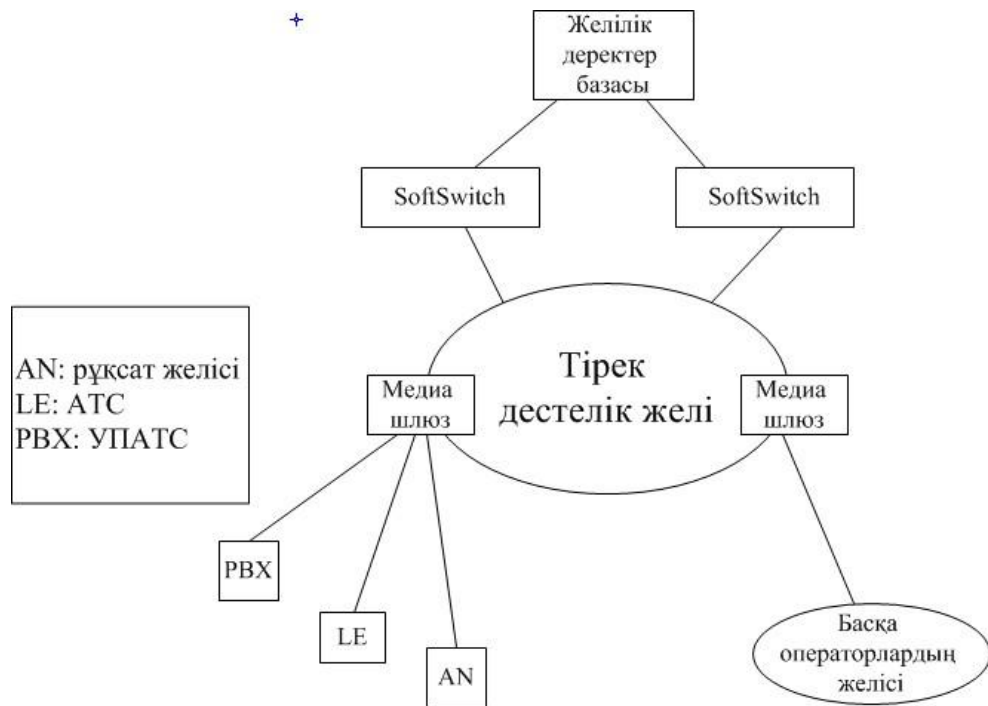 Желілік
деректер
базасы
SoftSwitch
SoftSwitch
AN: рұқсат желісі
LE: АТС
PBX: УПАТС
Тірек
дестелік желі
Медиа
шлюз
Медиа
шлюз
PBX
LE
AN
Басқа
операторлардың
желісі